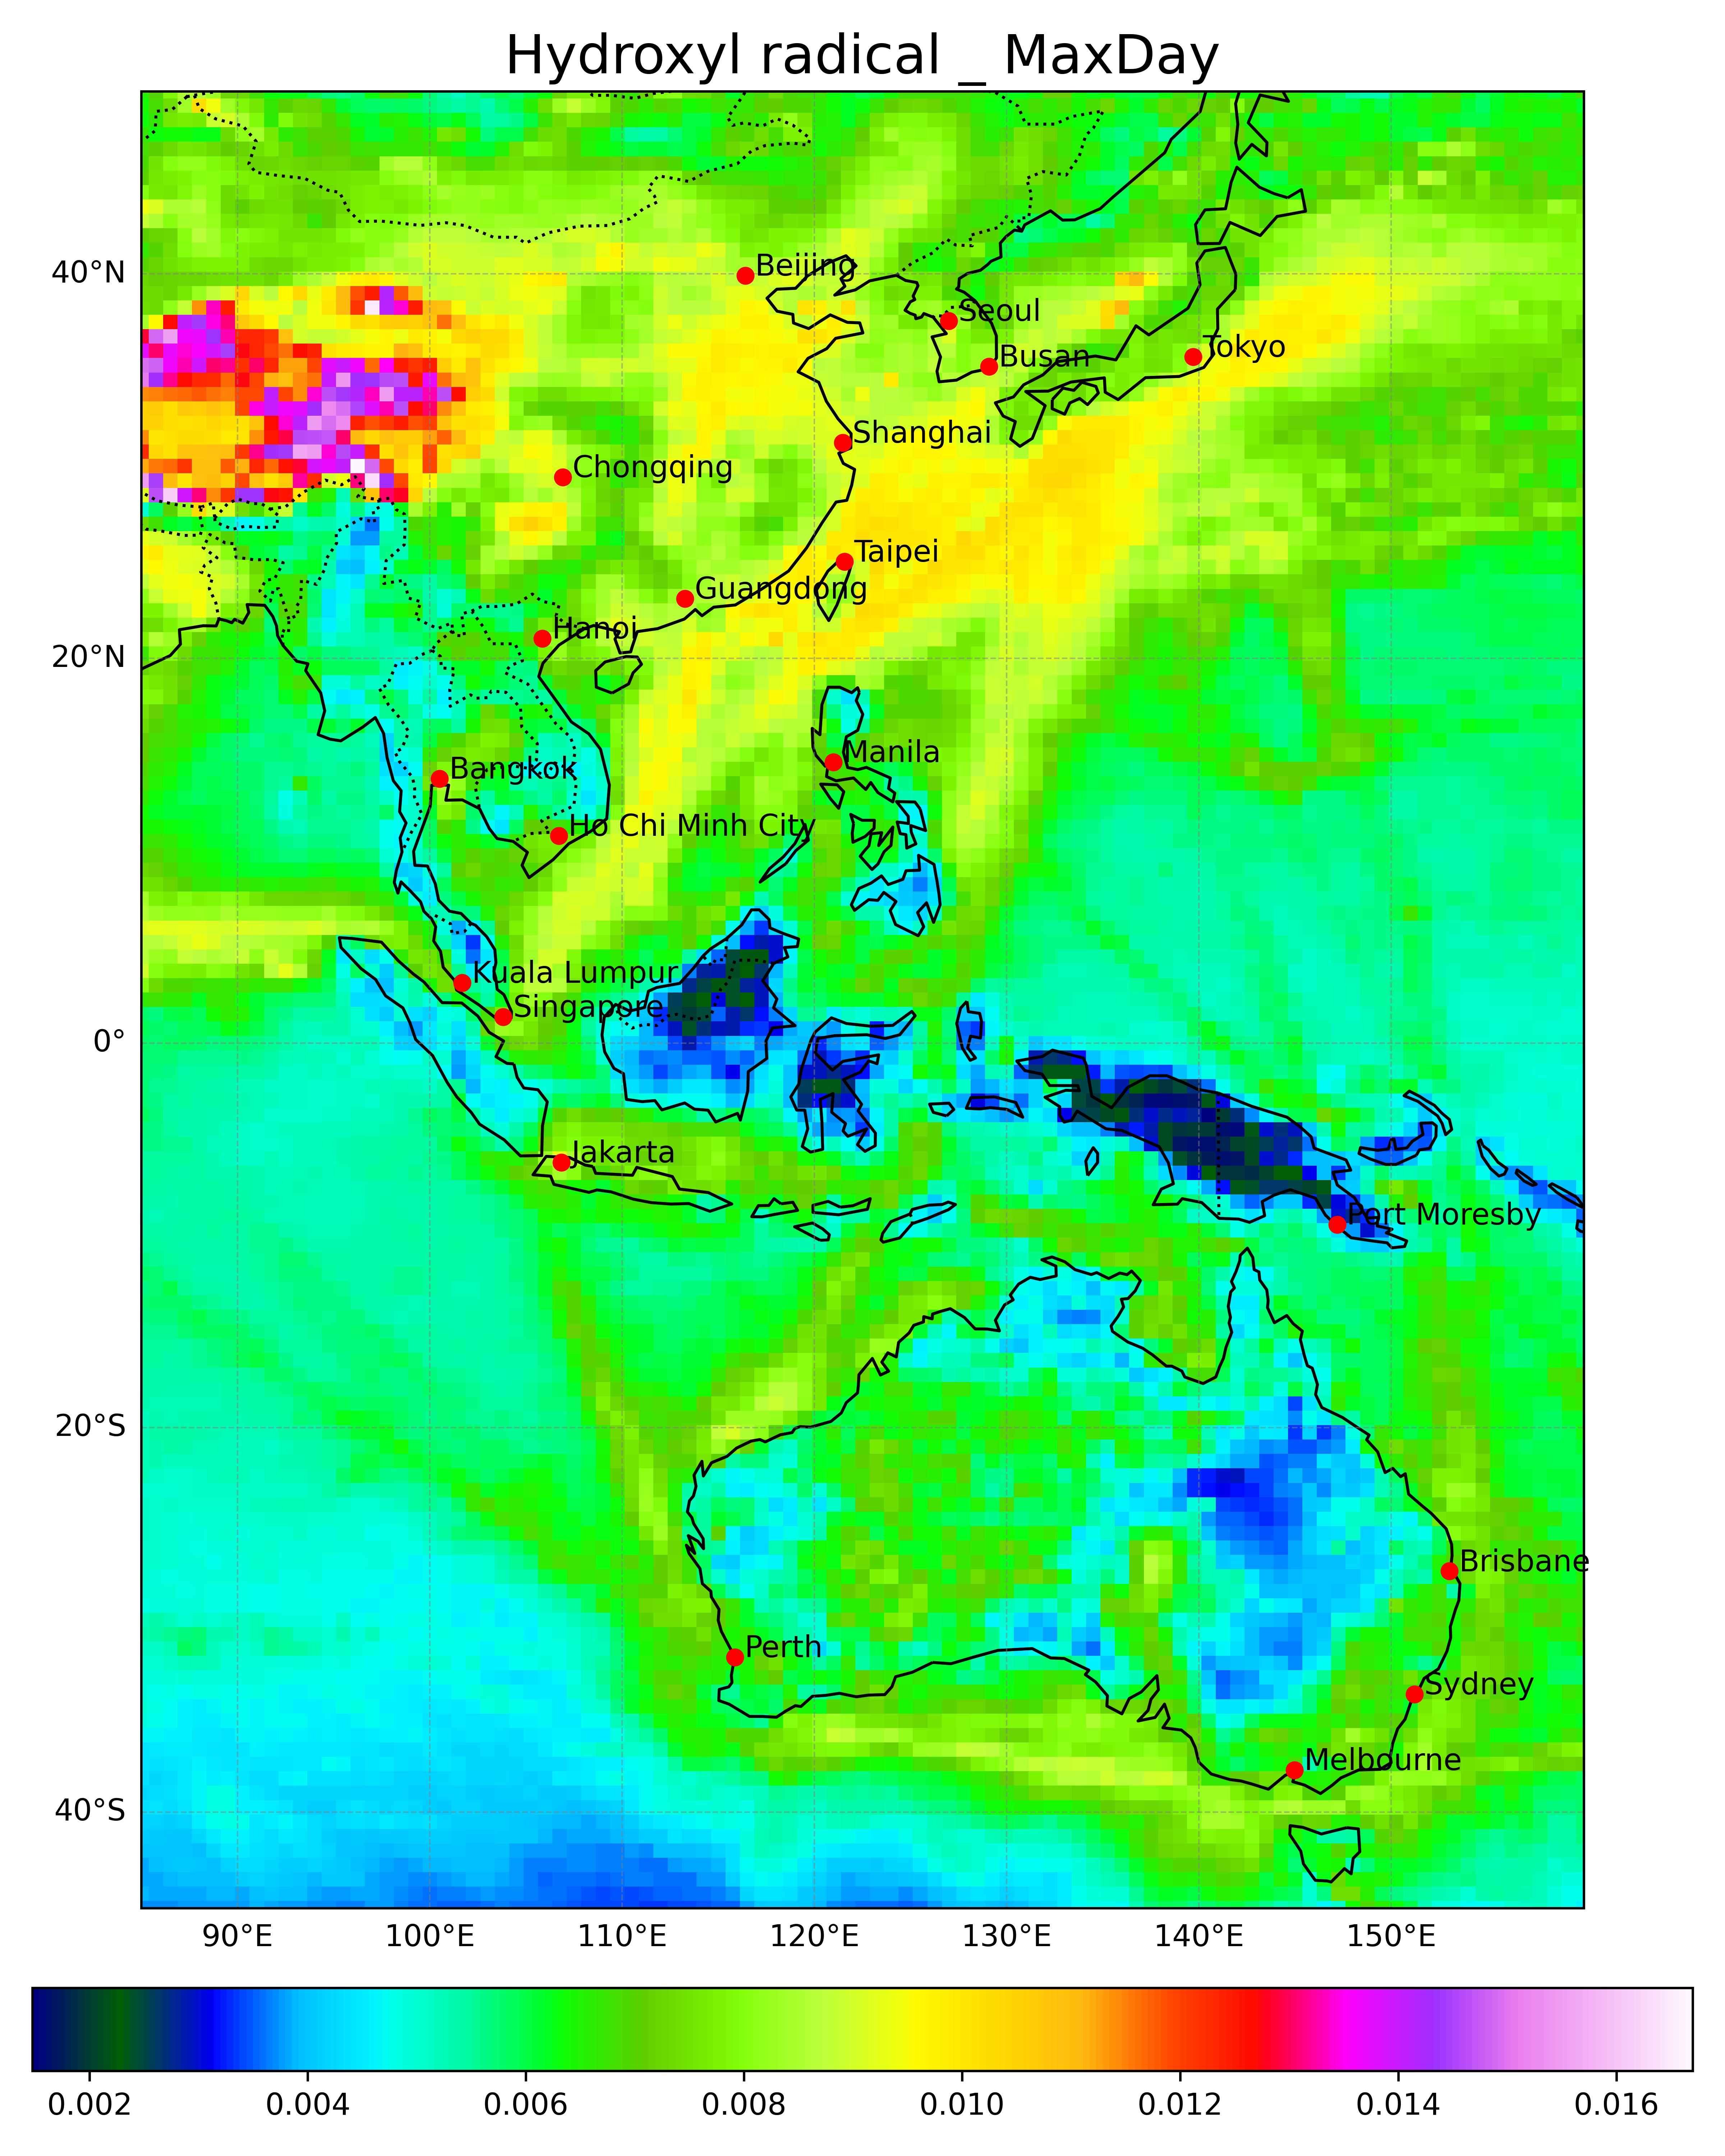 Hydroxyl radical _ MaxDay
40°N
20°N
0°
20°S
40°S
Beijing
Seoul
Busan
Tokyo
Shanghai
Chongqing
Taipei
Guangdong
Hanoi
Manila
Bangkok
Ho Chi Minh City
Kuala Lumpur
Singapore
Jakarta
Port Moresby
Brisbane
Perth
Sydney
Melbourne
90°E 100°E 110°E 120°E 130°E 140°E 150°E
0.002 0.004 0.006 0.008 0.010 0.012 0.014 0.016